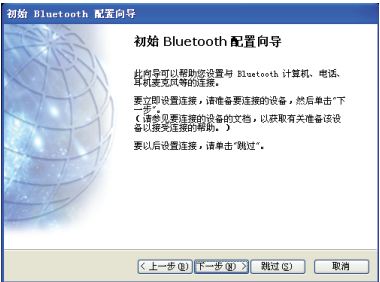 初始 Bluetooth 配置向导
初始 Bluetooth 配置向导
此向导可以帮助您设置与 Bluetooth 计算机、电话、
耳机麦克风等的连接。
要立即设置连接，请准备要连接的设备，然后单击“下
一步”。
（请参见要连接的设备的文档，以获取有关准备该设
备以接受连接的帮助。）
要以后设置连接，请单击“跳过”。
< 上一步(B) 下一步(N) > 跳过(S) 取消